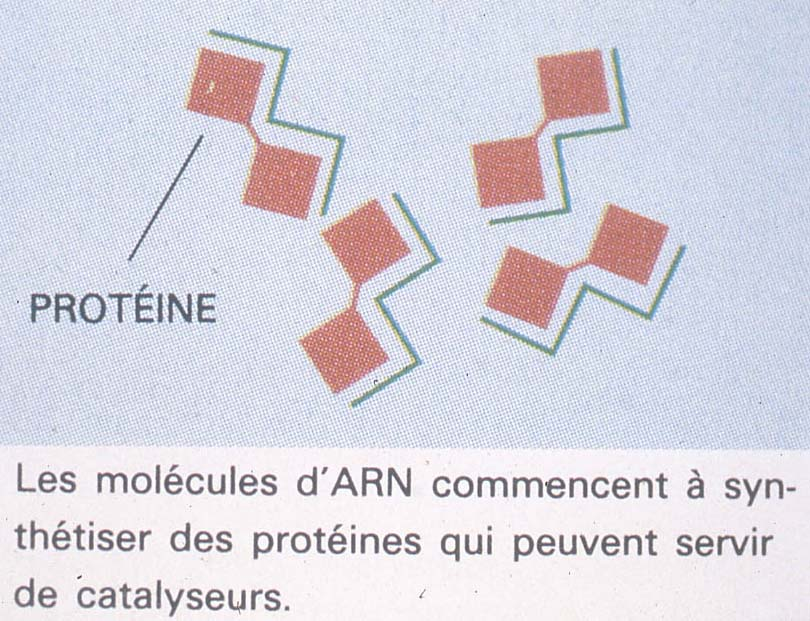 PROTÉINE
Les molécules d'ARN commencent à syn-
thétiser des protéines qui peuvent servir
de catalyseurs.